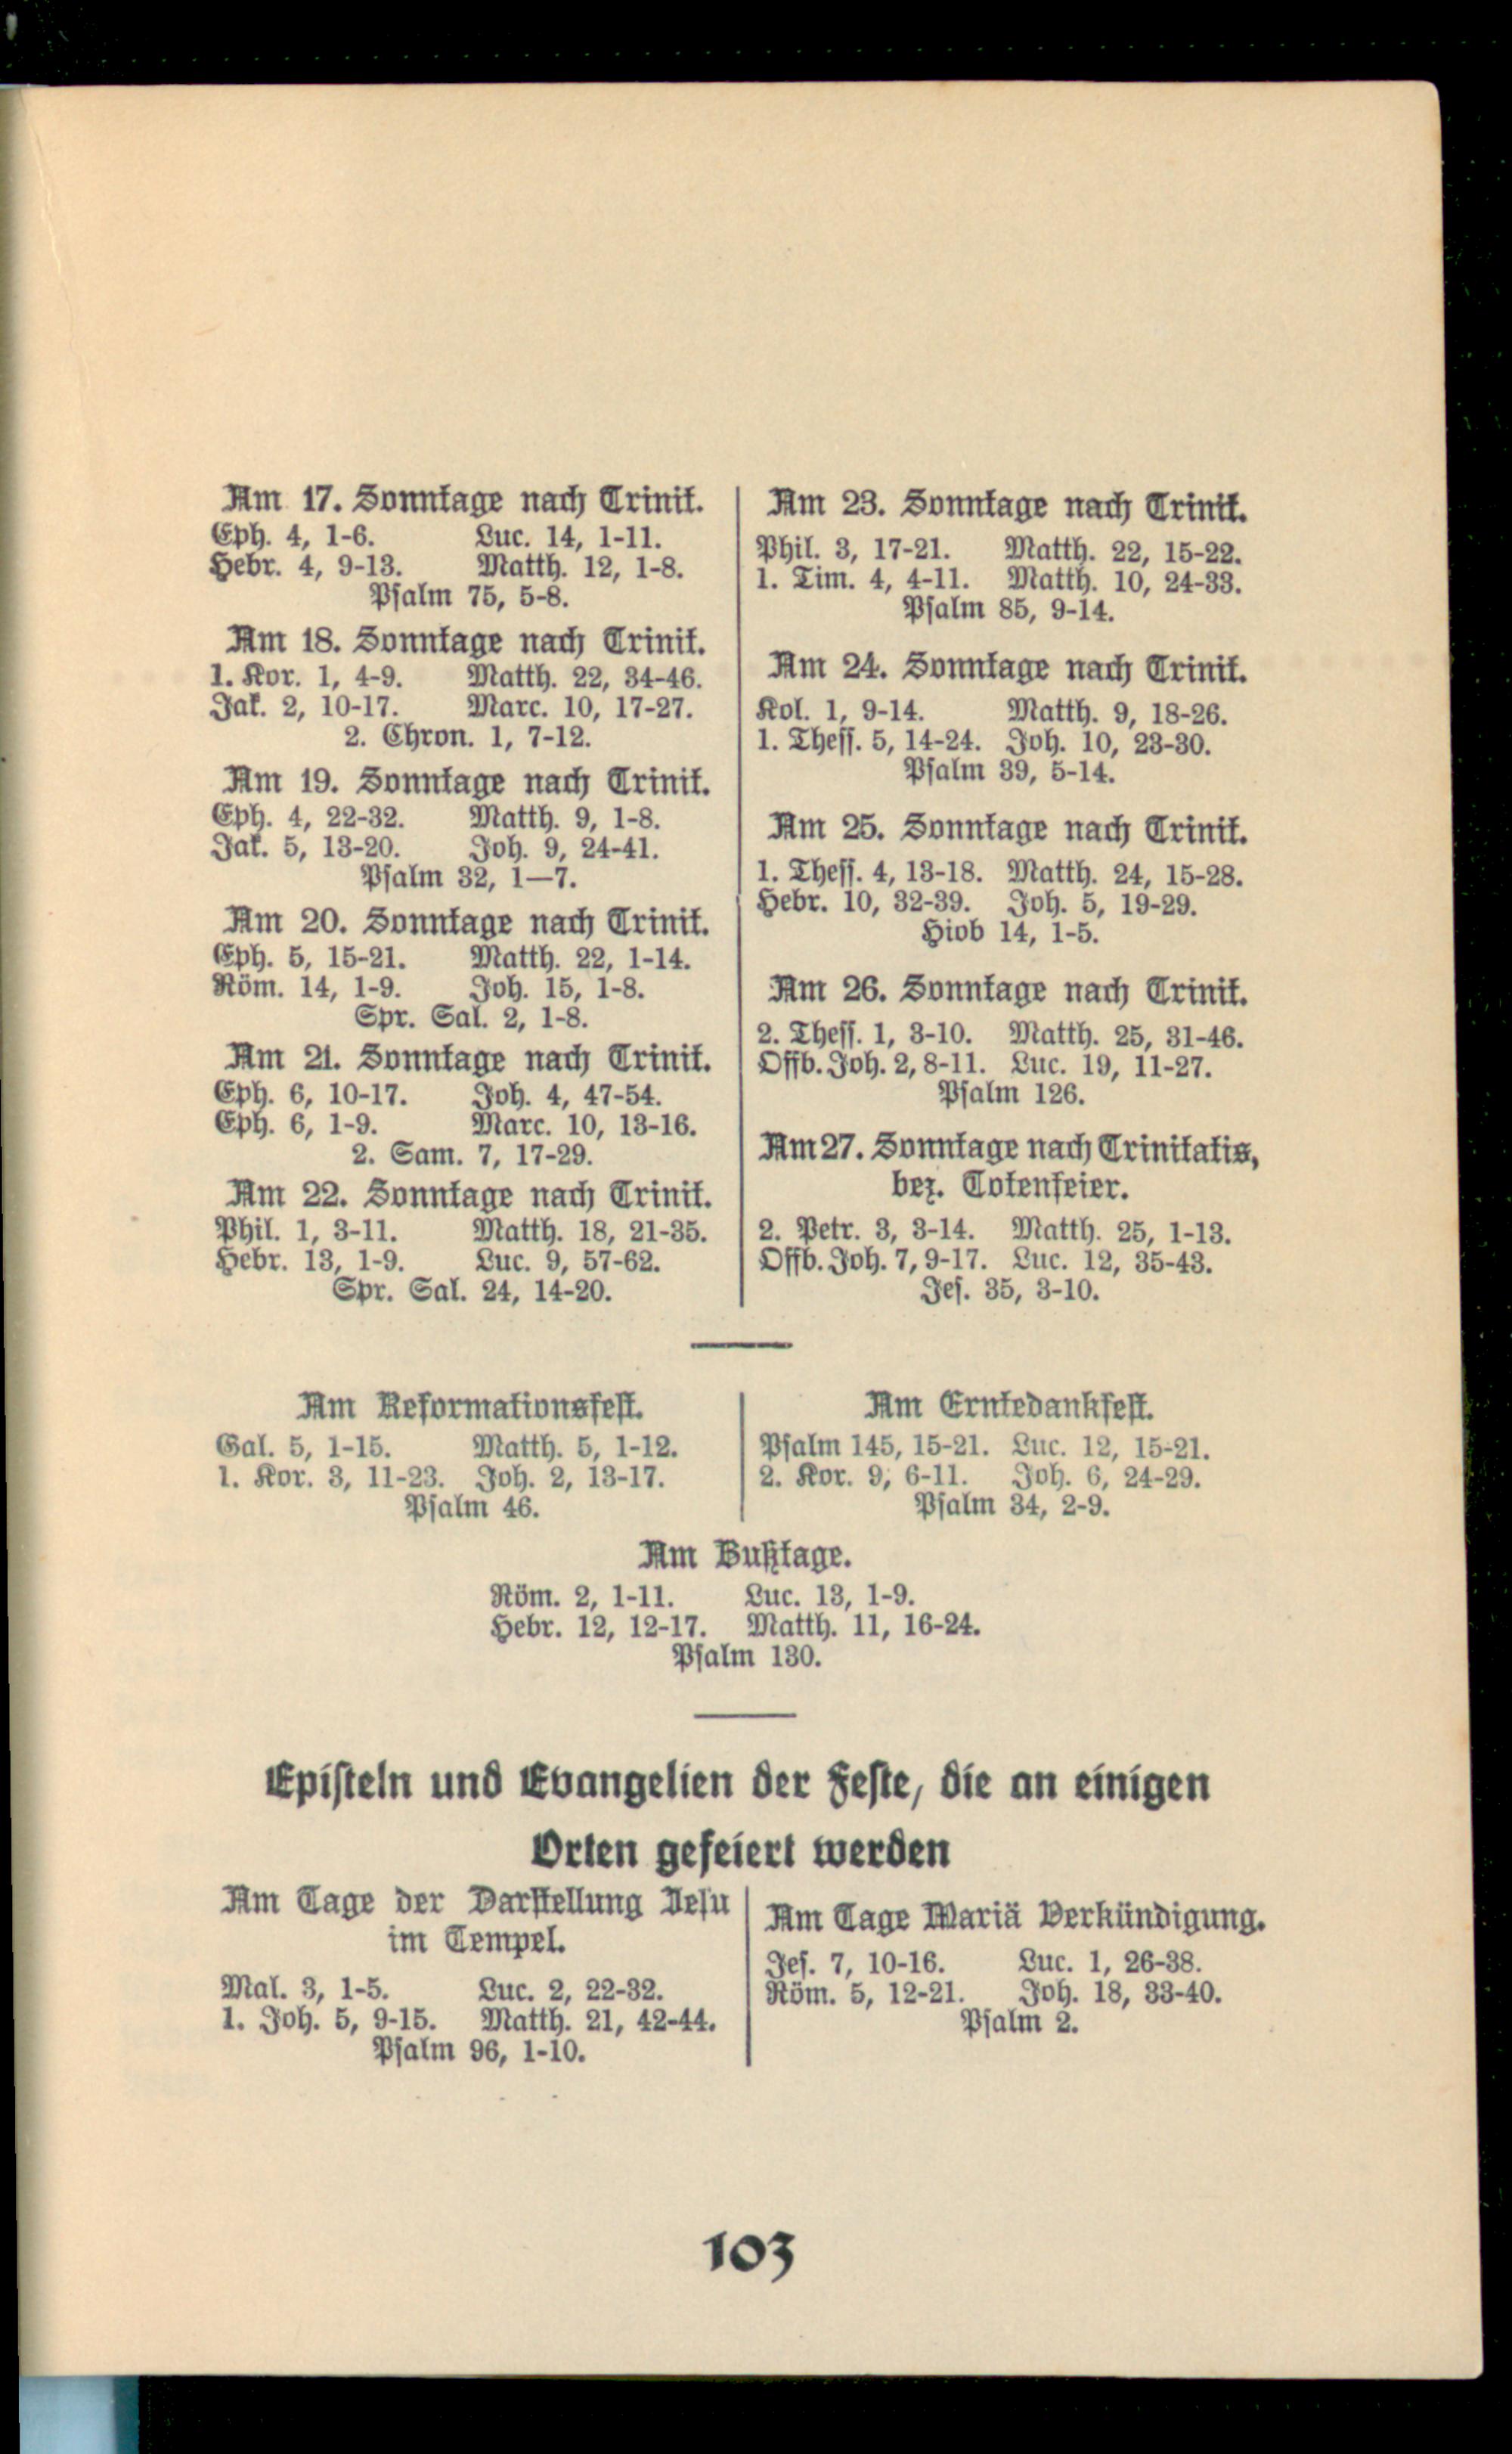 Am 17. Sonntage nach Trinit.
Eph. 4, 1-6. Luc. 14, 1-11.
Hebr. 4, 9-13. Matth. 12, 1-8.
Psalm 75, 5-8.
Am 18. Sonntage nach Trinit.
1. Kor. 1, 4-9. Matth. 22, 34-46.
Jak. 2, 10-17. Marc. 10, 17-27.
2. Chron. 1, 7-12.
Am 19. Sonntage nach Trinit.
Eph. 4, 22-32. Matth. 9, 1-8.
Jak. 5, 13-20. Joh. 9, 24-41.
Psalm 32, 1—7.
Am 20. Sonntage nach Trinit.
Eph. 5, 15-21. Matth. 22, 1-14.
Röm. 14, 1-9. Joh. 15, 1-8.
Spr. Sal. 2, 1-8.
Am 21. Sonntage nach Trinit.
Eph. 6, 10-17. Joh. 4, 47-54.
Eph. 6, 1-9. Marc. 10, 13-16.
2. Sam. 7, 17-29.
Am 22. Sonntage nach Trinit.
Phil. 1, 3-11. Matth. 18, 21-35.
Hebr. 13, 1-9. Luc. 9, 57-62.
Spr. Sal. 24, 14-20.
Am 23. Sonntage nach Trinit.
Phil. 3, 17-21. Matth. 22, 15-22.
1. Tim. 4, 4-11. Matth. 10, 24-33.
Psalm 85, 9-14.
Am 24. Sonntage nach Trinit.
Kol. 1, 9-14. Matth. 9, 18-26.
1. Thess. 5, 14-24. Joh. 10, 23-30.
Psalm 39, 5-14.
Am 25. Sonntage nach Trinit.
1. Thess. 4, 13-18. Matth. 24, 15-28.
Hebr. 10, 32-39. Joh. 5, 19-29.
Hiob 14, 1-5.
Am 26. Sonntage nach Trinit.
2. Thess. 1, 3-10. Matth. 25, 31-46.
Offb. Joh. 2, 8-11. Luc. 19, 11-27.
Psalm 126.
Am 27. Sonntage nach Trinitatis,
bez. Totenfeier.
2. Petr. 3, 3-14. Matth. 25, 1-13.
Offb. Joh. 7, 9-17. Luc. 12, 35-43.
Jes. 35, 3-10.
Am Reformationsfest.
Gal. 5, 1-15. Matth. 5, 1-12.
1. Kor. 3, 11-23. Joh. 2, 13-17.
Psalm 46.
Am Erntedankfest.
Psalm 145, 15-21. Luc. 12, 15-21.
2. Kor. 9, 6-11. Joh. 6, 24-29.
Psalm 34, 2-9.
Am Bußtage.
Röm. 2, 1-11. Luc. 13, 1-9.
Hebr. 12, 12-17. Matth. 11, 16-24.
Psalm 130.
Episteln und Evangelien der Feste, die an einigen
Orten gefeiert werden
Am Tage der Darstellung Jesu
im Tempel.
Mal. 3, 1-5. Luc. 2, 22-32.
1. Joh. 5, 9-15. Matth. 21, 42-44.
Psalm 96, 1-10.
Am Tage Mariä Verkündigung.
Jes. 7, 10-16. Luc. 1, 26-38.
Röm. 5, 12-21. Joh. 18, 33-40.
Psalm 2.
103